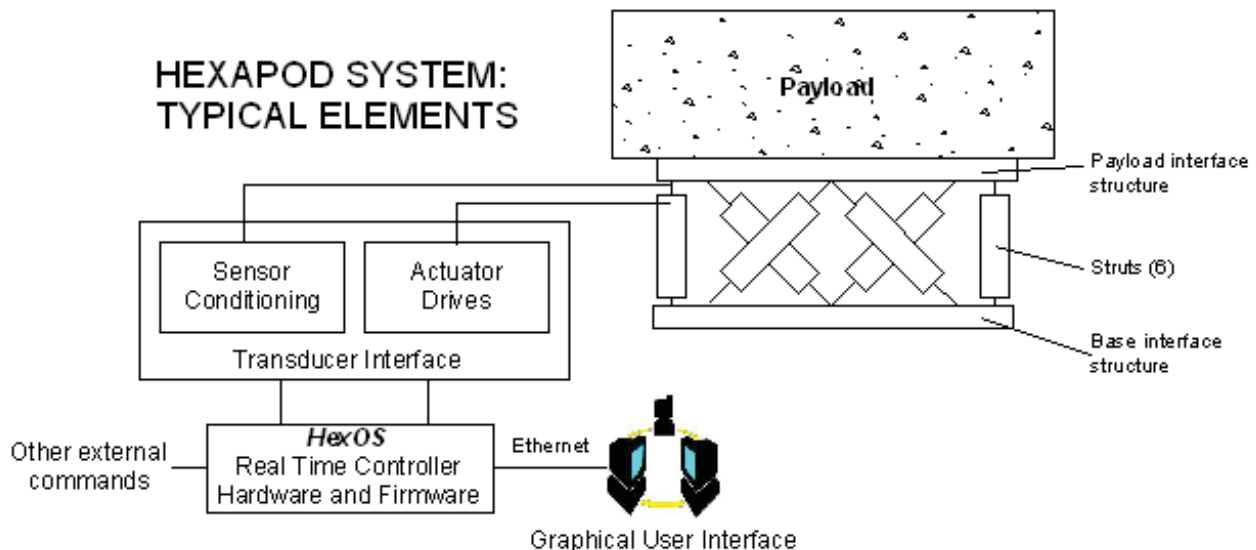 HEXAPOD SYSTEM:
TYPICAL ELEMENTS
Payload
Payload interface
structure
Struts (6)
Base interface
structure
Sensor
Conditioning
Actuator
Drives
Transducer Interface
HexOS
Real Time Controller
Hardware and Firmware
Other external
commands
Ethernet
Graphical User Interface